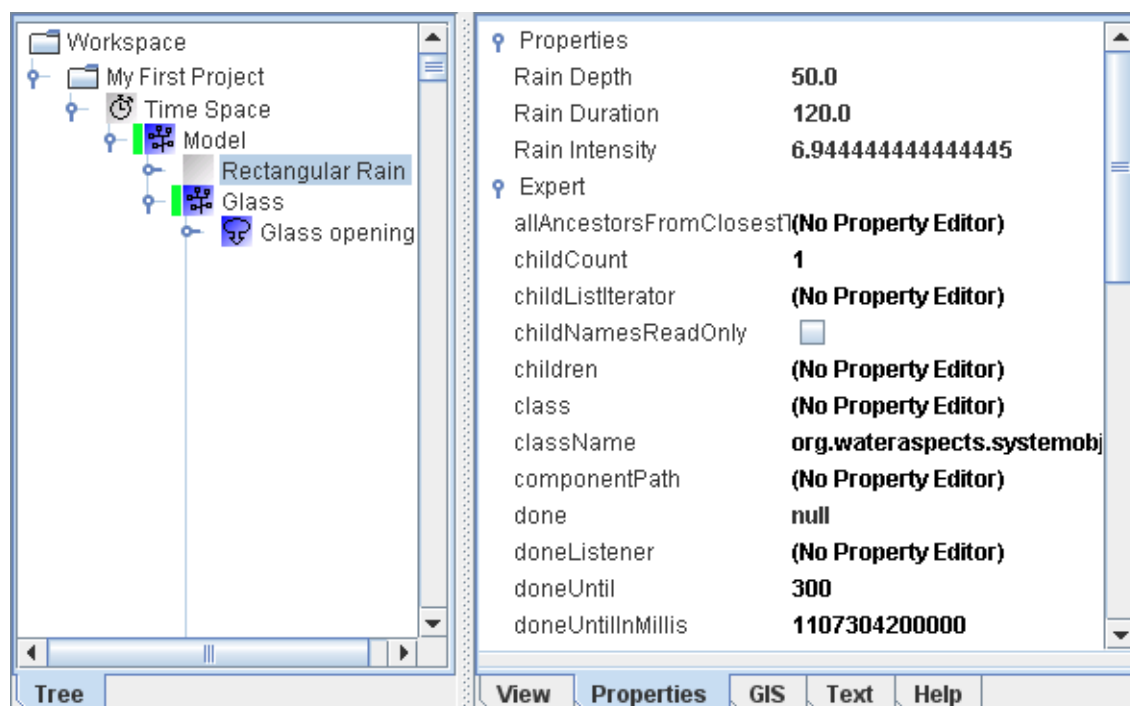 Workspace
My First Project
Time Space
Model
Rectangular Rain
Glass
Glass opening
Tree
Properties
Rain Depth 50.0
Rain Duration 120.0
Rain Intensity 6.944444444444445
Expert
allAncestorsFromClosestT (No Property Editor)
childCount 1
childListIterator (No Property Editor)
childNamesReadOnly
children (No Property Editor)
class (No Property Editor)
className org.wateraspects.systemobj
componentPath (No Property Editor)
done null
doneListener (No Property Editor)
doneUntil 300
doneUntilInMillis 1107304200000
View Properties GIS Text Help